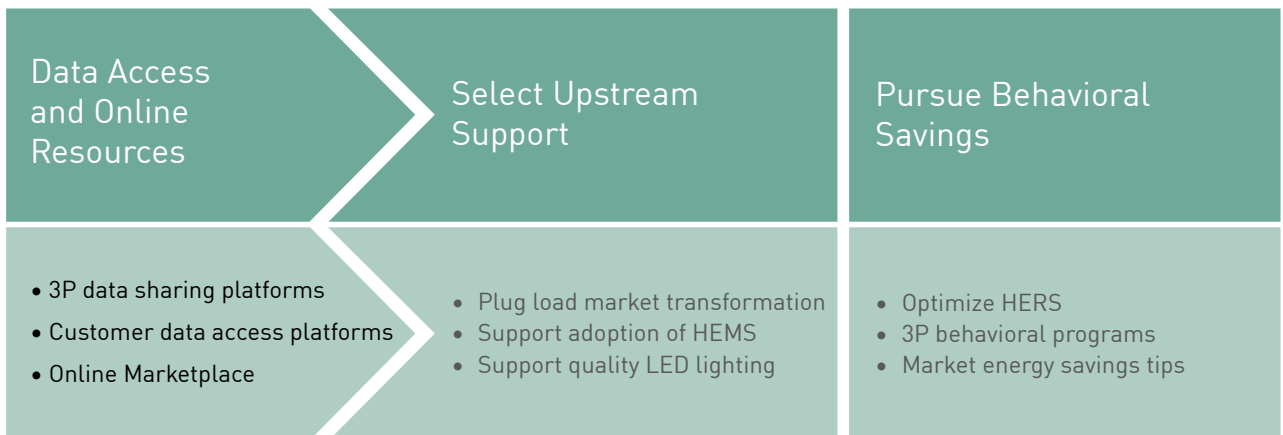 Data Access
and Online
Resources
Select Upstream
Support
Pursue Behavioral
Savings
• 3P data sharing platforms
• Customer data access platforms
• Online Marketplace
• Plug load market transformation
• Support adoption of HEMS
• Support quality LED lighting
• Optimize HERS
• 3P behavioral programs
• Market energy savings tips